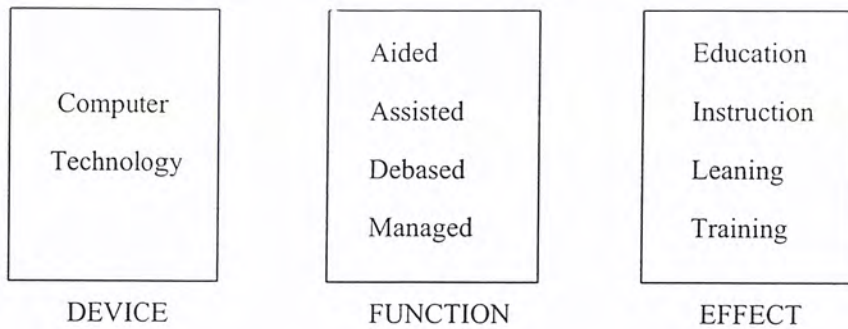 Computer
Technology
DEVICE
Aided
Assisted
Debased
Managed
FUNCTION
Education
Instruction
Leaning
Training
EFFECT